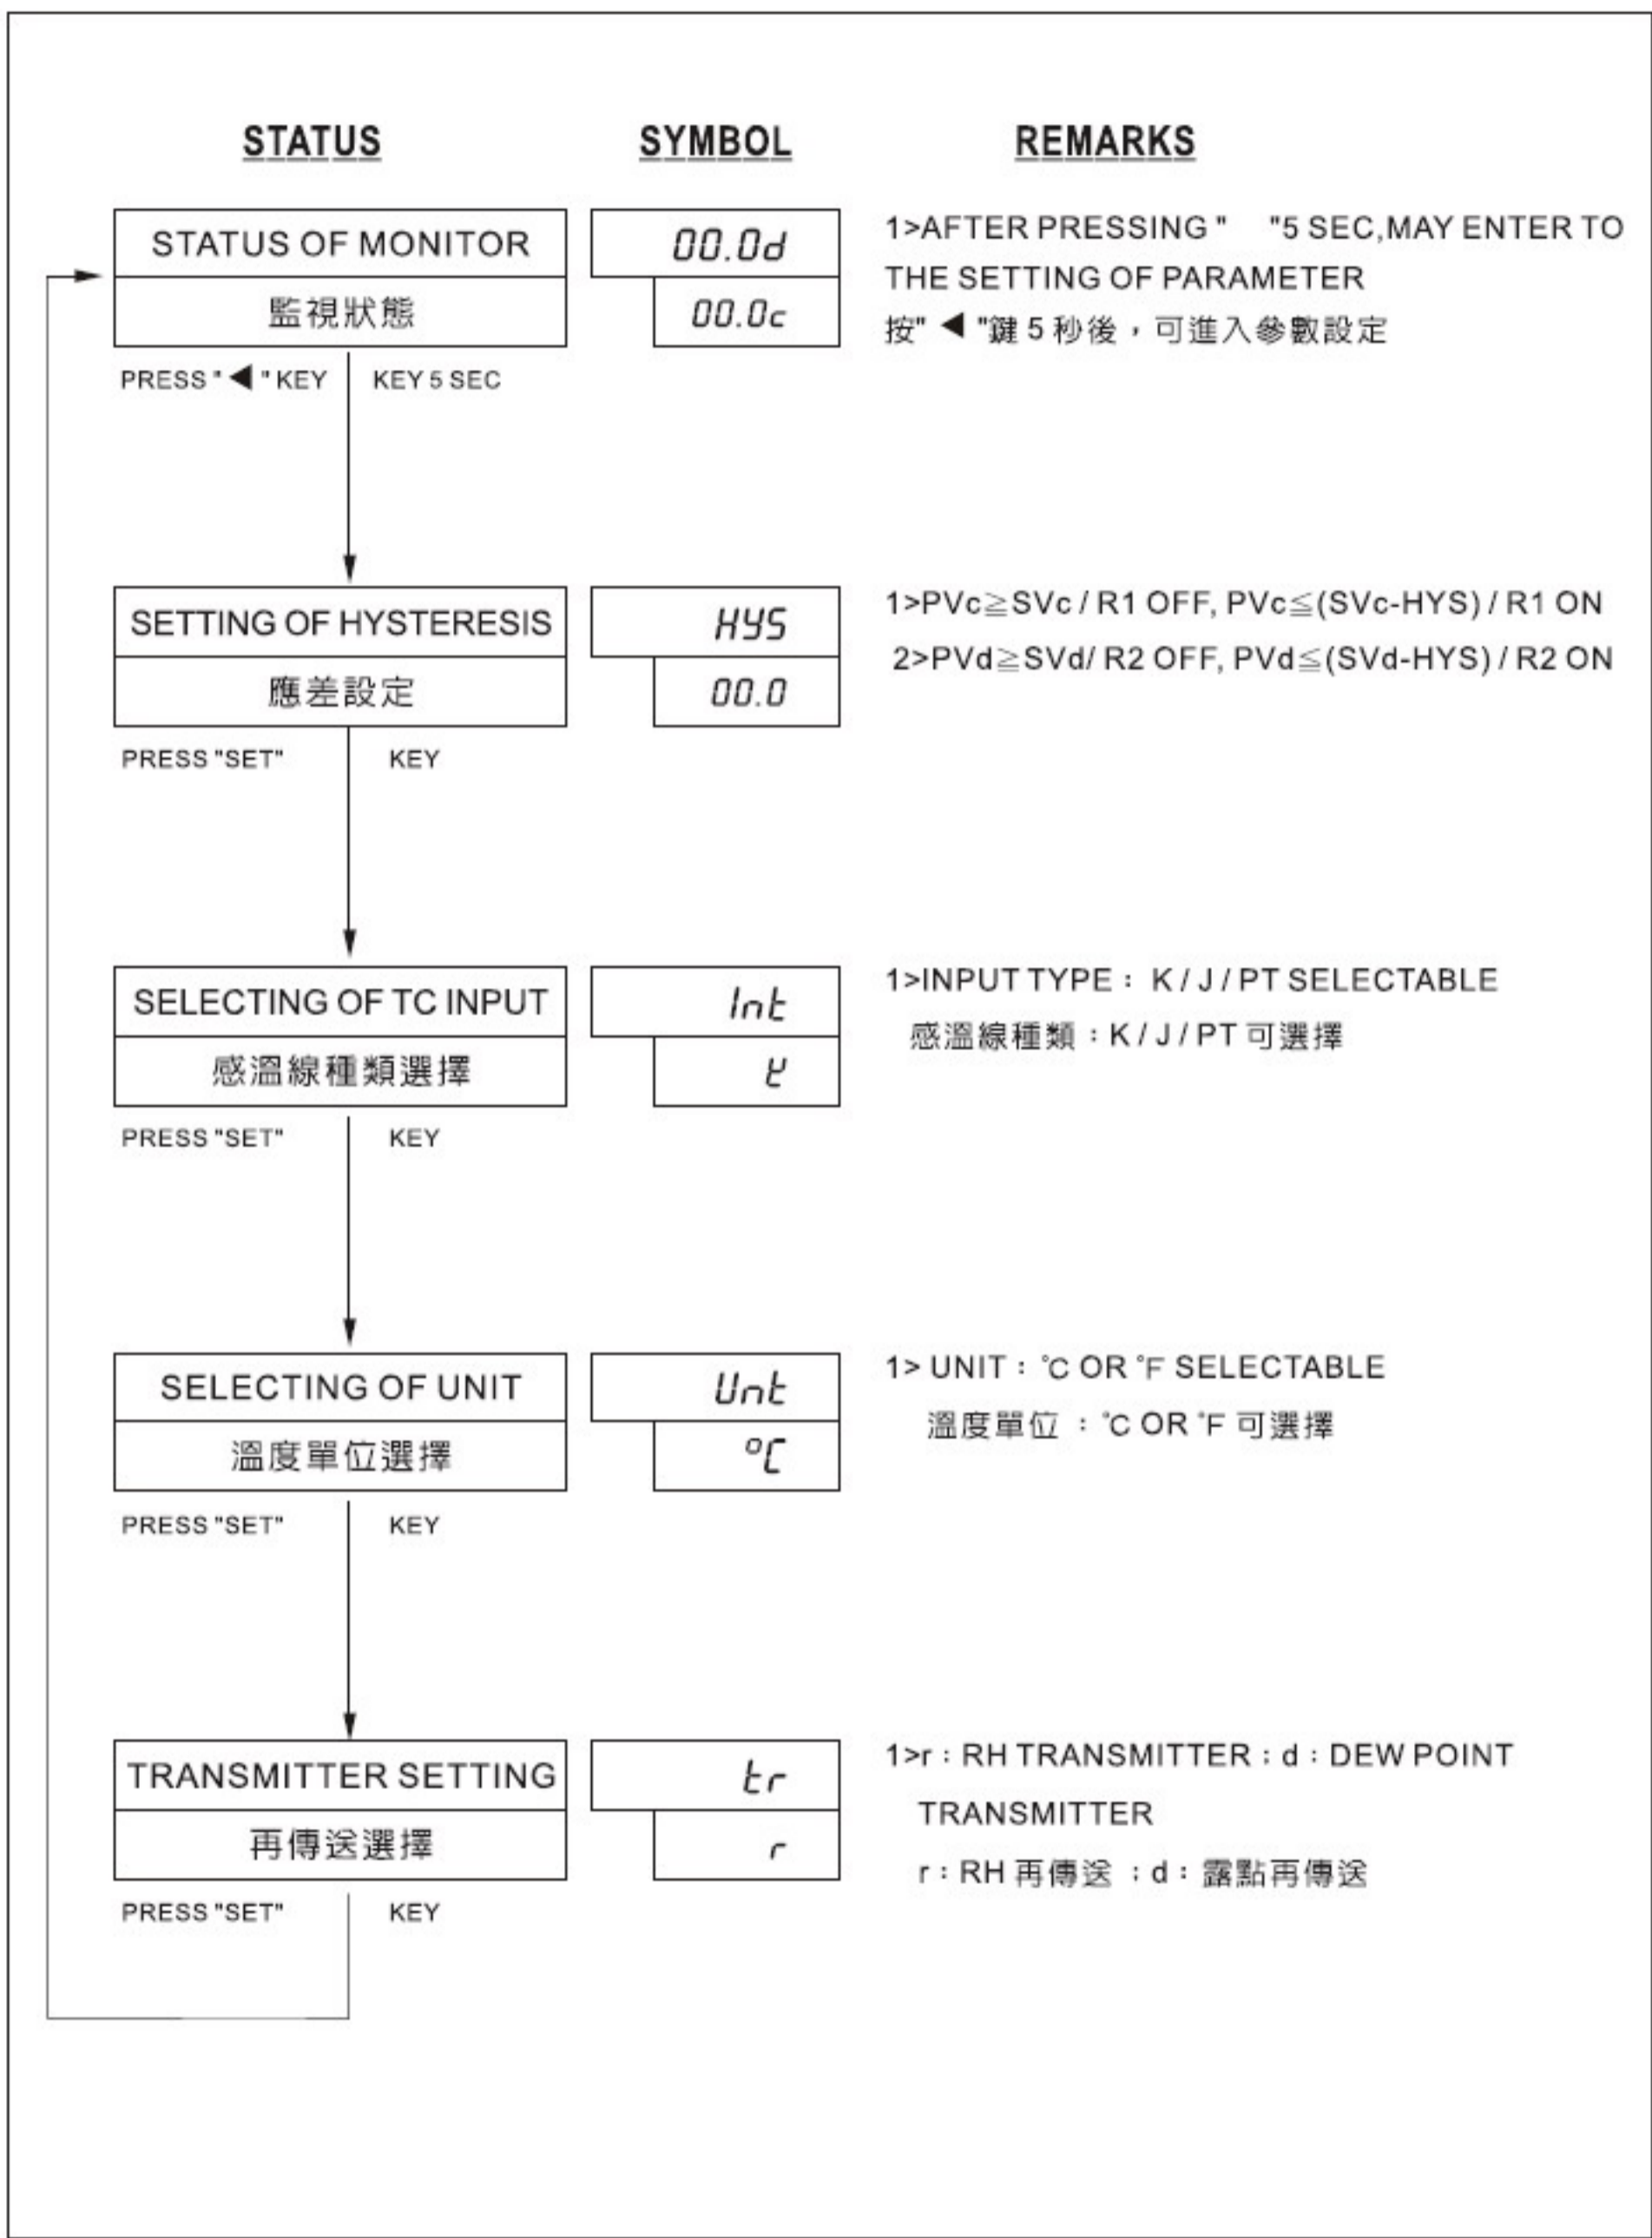 STATUS SYMBOL REMARKS
STATUS OF MONITOR
監視狀態
00.0d
00.0c
1>AFTER PRESSING "    "5 SEC,MAY ENTER TO
THE SETTING OF PARAMETER
按" ◀ "鍵 5 秒後，可進入參數設定
PRESS " ◀ " KEY KEY 5 SEC
SETTING OF HYSTERESIS
應差設定
HYS
00.0
1>PVc≧SVc / R1 OFF, PVc≦(SVc-HYS) / R1 ON
2>PVd≧SVd/ R2 OFF, PVd≦(SVd-HYS) / R2 ON
PRESS "SET" KEY
SELECTING OF TC INPUT
感溫線種類選擇
Int
K
1>INPUT TYPE : K / J / PT SELECTABLE
感溫線種類 : K / J / PT 可選擇
PRESS "SET" KEY
SELECTING OF UNIT
溫度單位選擇
Unt
°C
1> UNIT : ℃ OR ℉ SELECTABLE
溫度單位 : ℃ OR ℉ 可選擇
PRESS "SET" KEY
TRANSMITTER SETTING
再傳送選擇
tr
r
1>r : RH TRANSMITTER ; d : DEW POINT
TRANSMITTER
r : RH 再傳送 ; d : 露點再傳送
PRESS "SET" KEY